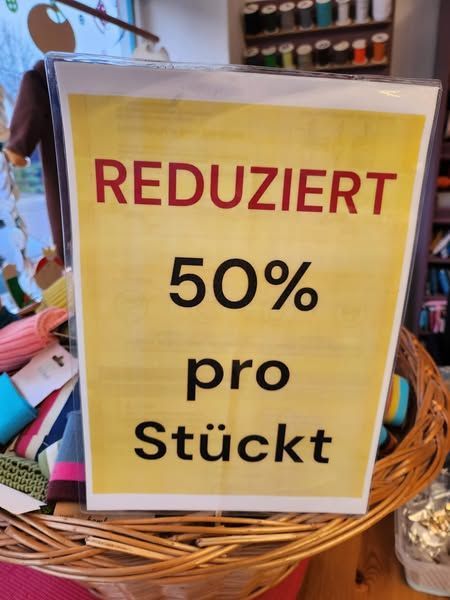 REDUZIERT
50%
pro
Stückt